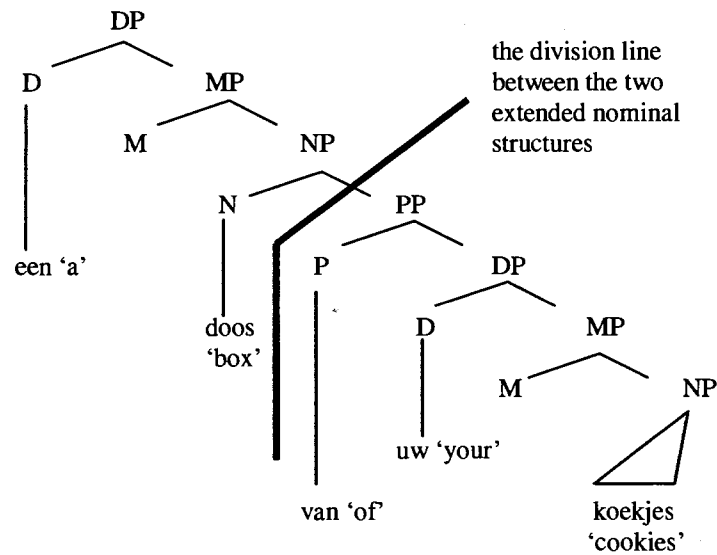 DP
the division line
between the two
extended nominal
structures
D
MP
M
NP
N
PP
een ‘a’
P
DP
doos
‘box’
D
MP
M
NP
uw ‘your’
van ‘of’
koekjes
‘cookies’